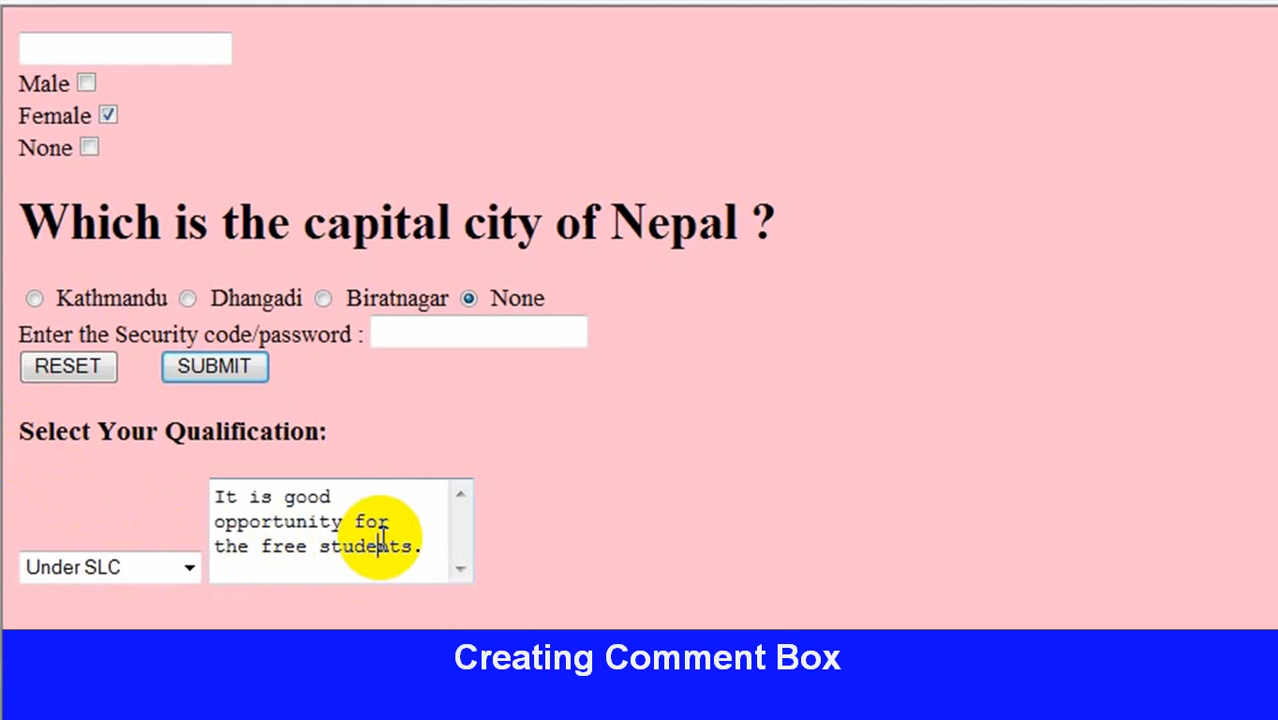 Male
Female
None
Which is the capital city of Nepal ?
Kathmandu Dhangadi Biratnagar None
Enter the Security code/password :
RESET SUBMIT
Select Your Qualification:
It is good
opportunity for
the free students.
Under SLC
Creating Comment Box